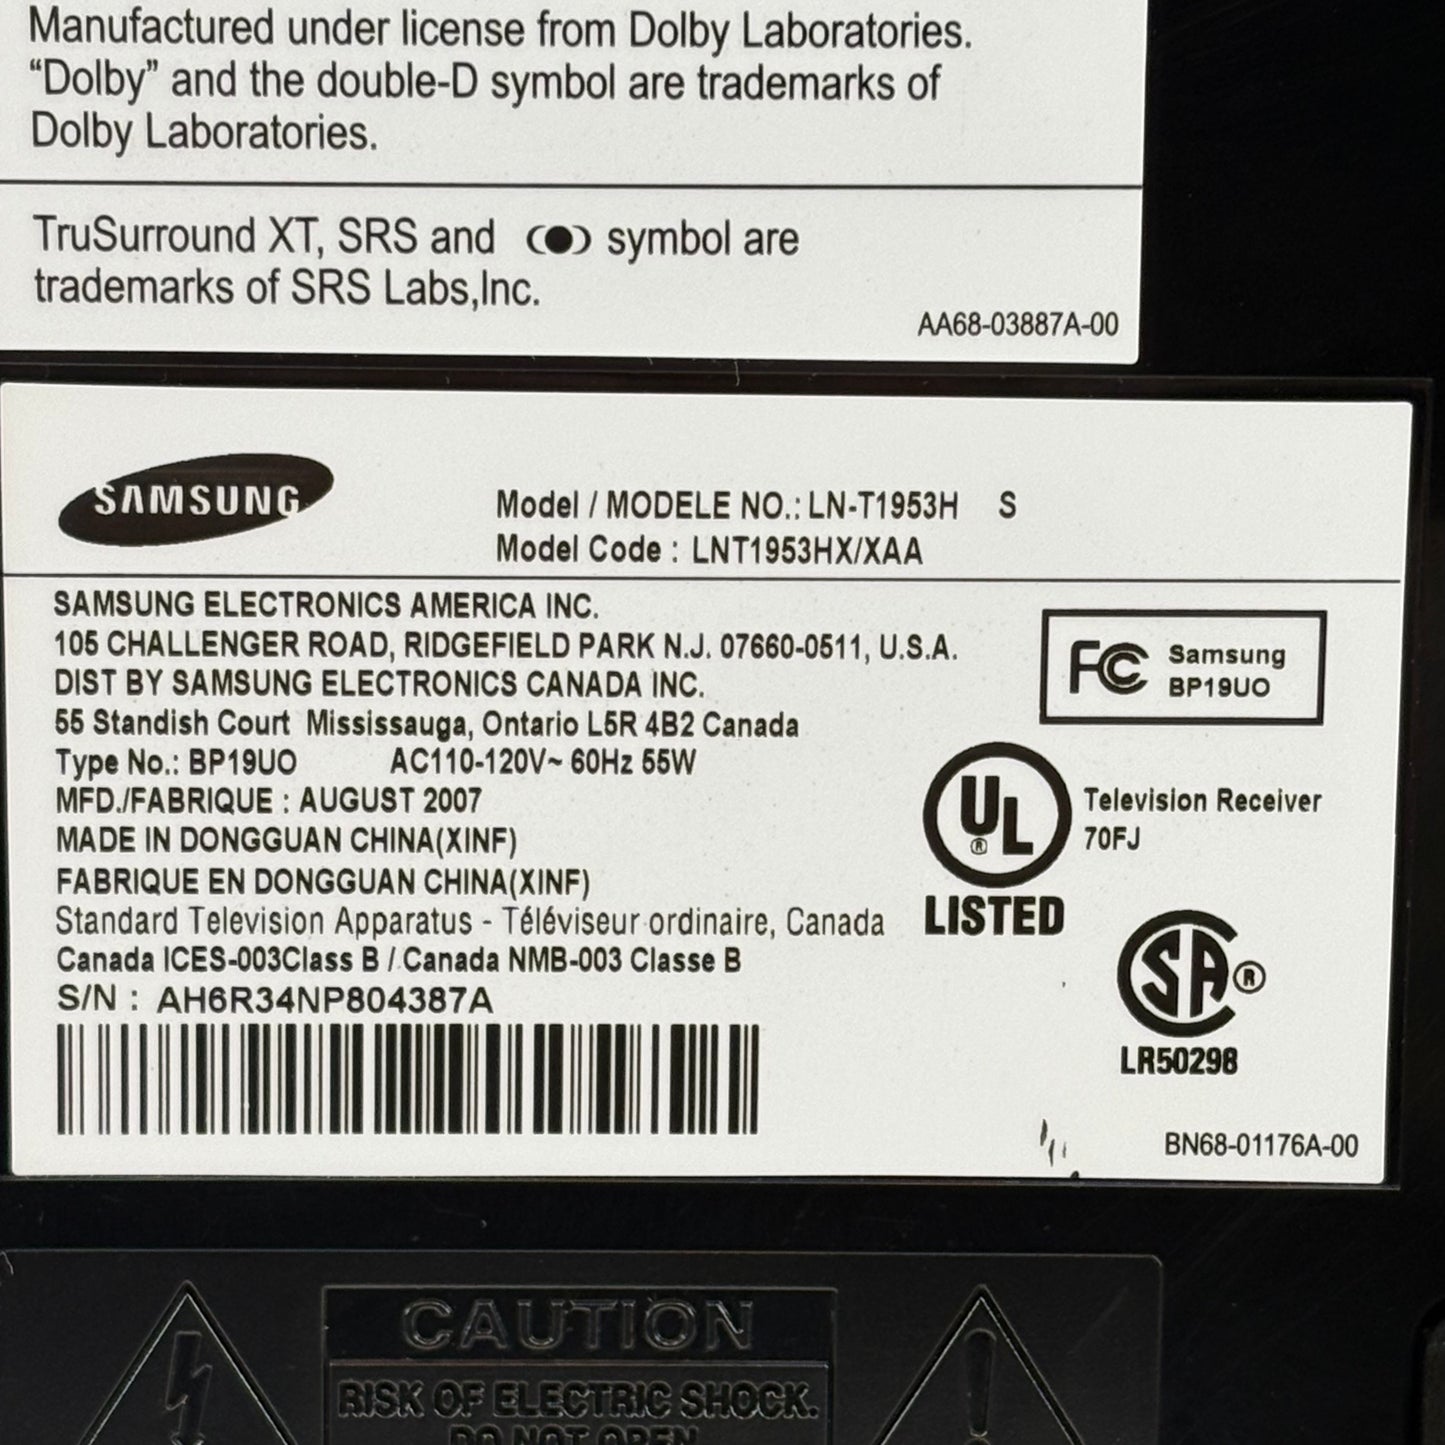 Manufactured under license from Dolby Laboratories.
“Dolby” and the double-D symbol are trademarks of
Dolby Laboratories.
TruSurround XT, SRS and (●) symbol are
trademarks of SRS Labs,Inc.
AA68-03887A-00
SAMSUNG
Model / MODELE NO.: LN-T1953H S
Model Code : LNT1953HX/XAA
SAMSUNG ELECTRONICS AMERICA INC.
105 CHALLENGER ROAD, RIDGEFIELD PARK N.J. 07660-0511, U.S.A.
DIST BY SAMSUNG ELECTRONICS CANADA INC.
55 Standish Court Mississauga, Ontario L5R 4B2 Canada
Type No.: BP19UO AC110-120V~ 60Hz 55W
MFD./FABRIQUE : AUGUST 2007
MADE IN DONGGUAN CHINA(XINF)
FABRIQUE EN DONGGUAN CHINA(XINF)
Standard Television Apparatus - Téléviseur ordinaire, Canada
Canada ICES-003Class B / Canada NMB-003 Classe B
S/N : AH6R34NP804387A
FC Samsung
BP19UO
UL ®
LISTED
Television Receiver
70FJ
SA ®
LR50298
BN68-01176A-00
CAUTION
RISK OF ELECTRIC SHOCK.
DO NOT OPEN